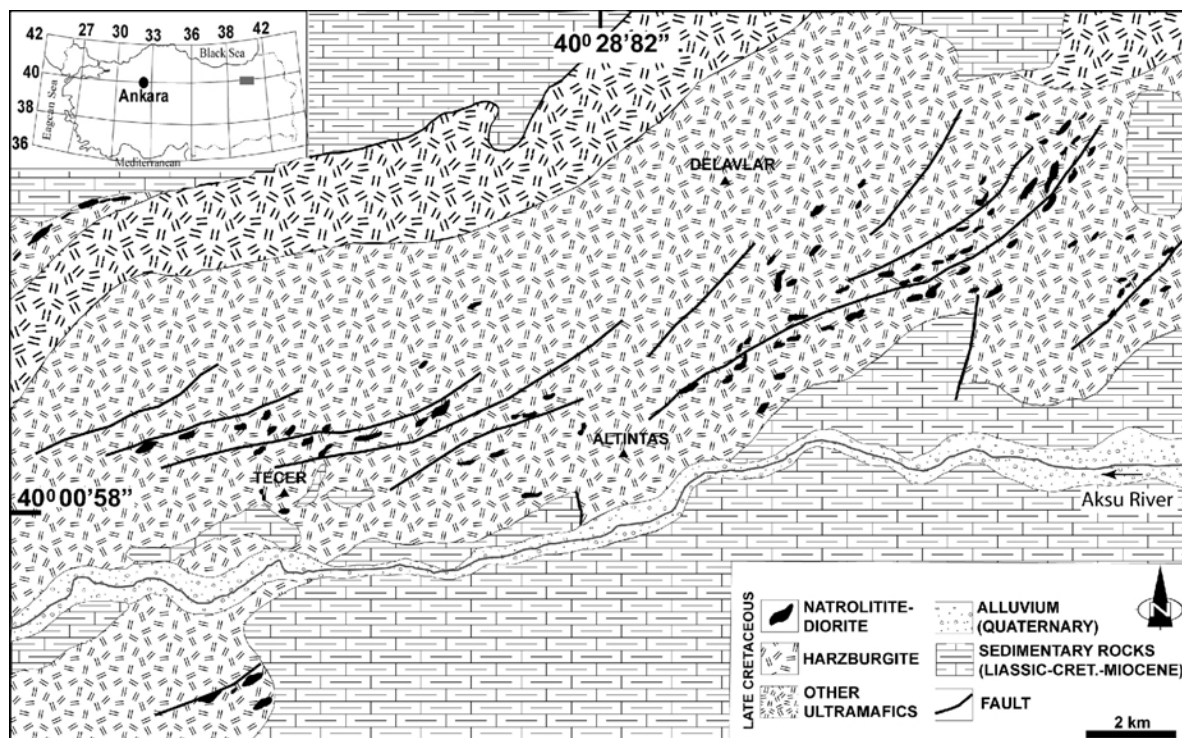 42
27
30
33
36
38
Black Sea
42
40
38
36
Eagean Sea
Ankara
Mediterranean
40⁰ 28'82"
DELAVLAR
ALTINTAS
TECER
40⁰ 00'58"
Aksu River
LATE CRETACEOUS
NATROLITITE-
DIORITE
HARZBURGITE
OTHER
ULTRAMAFICS
ALLUVIUM
(QUATERNARY)
SEDIMENTARY ROCKS
(LIASSIC-CRET.-MIOCENE)
FAULT
N
2 km